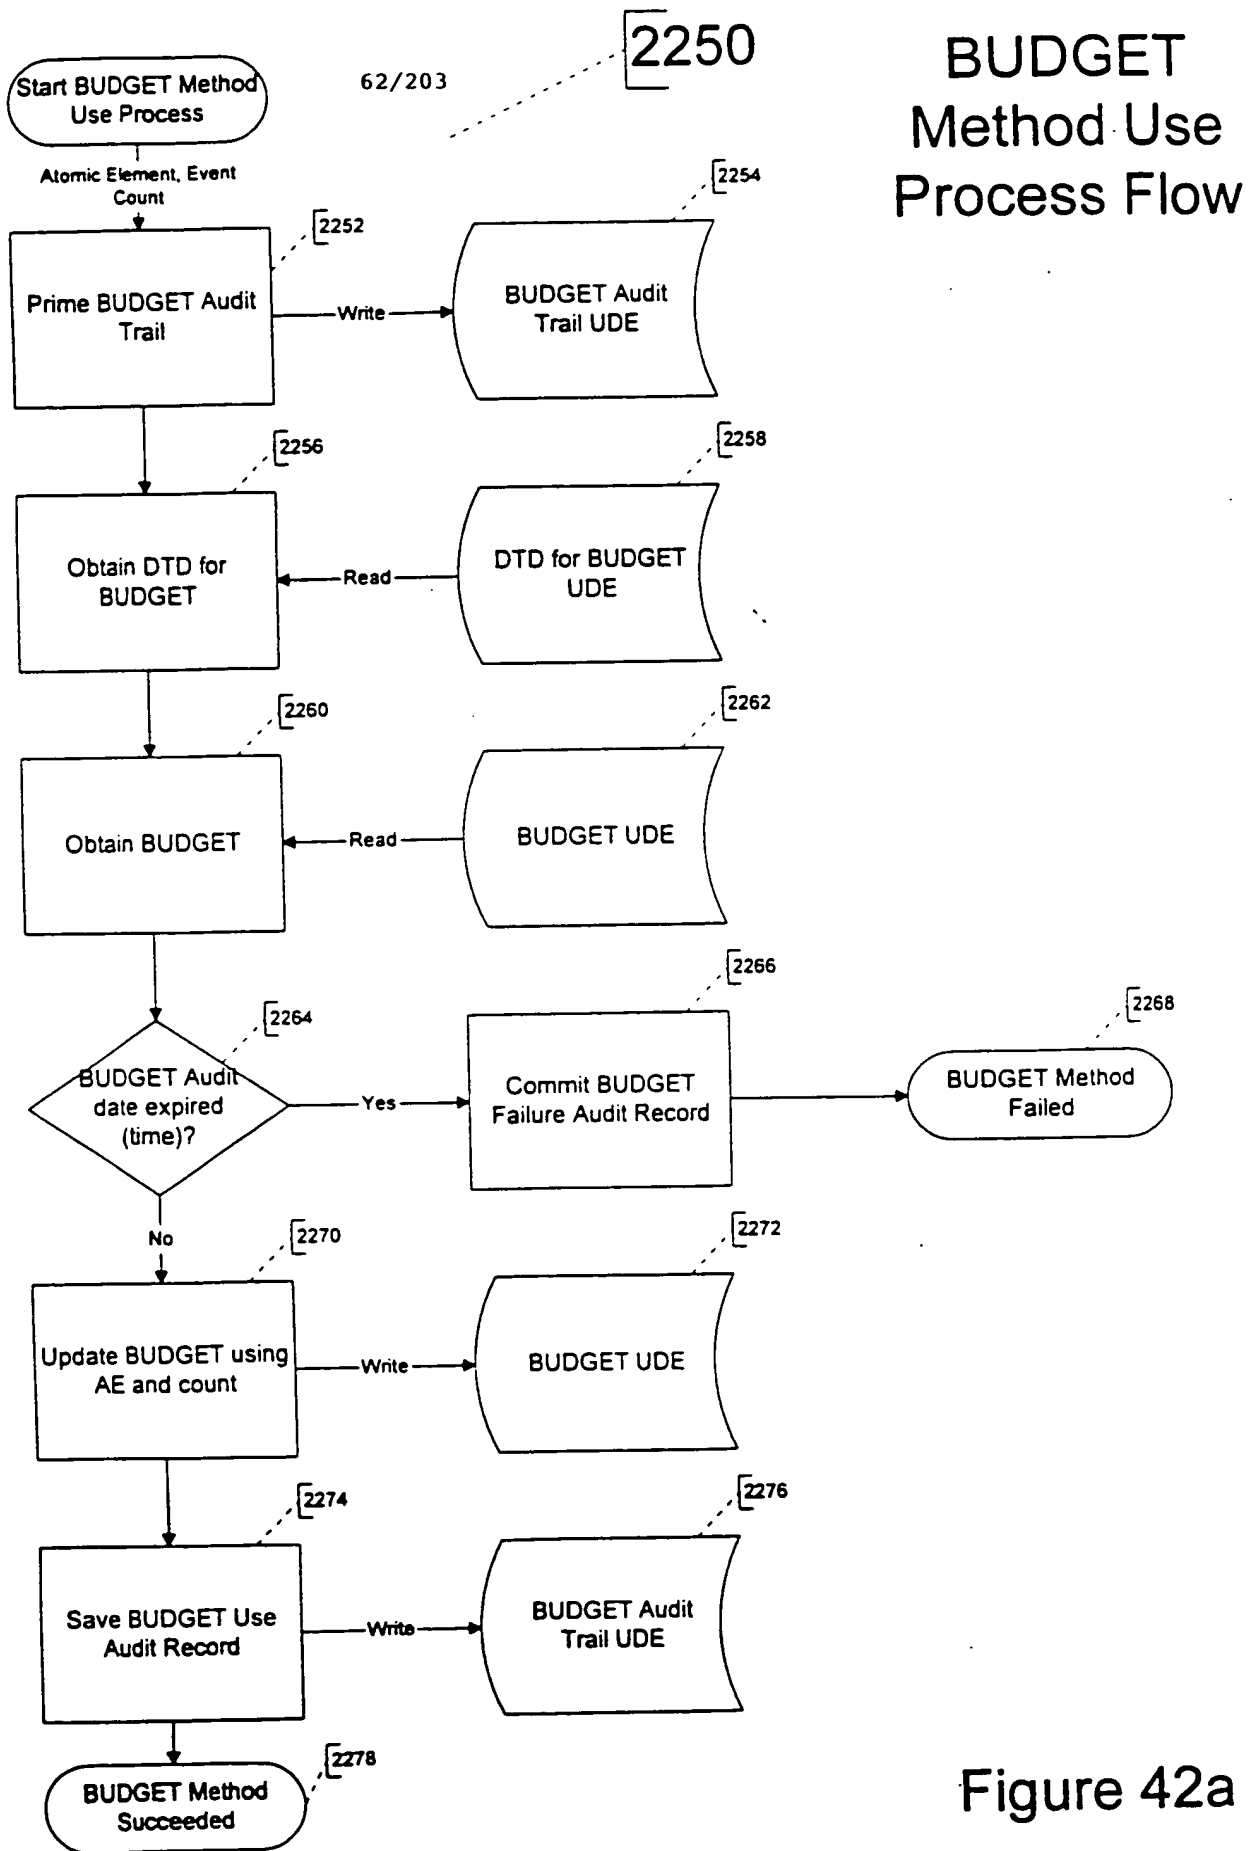 2250
BUDGET
Method Use
Process Flow
62/203
Start BUDGET Method
Use Process
Atomic Element, Event
Count
2252
2254
Prime BUDGET Audit
Trail
Write
BUDGET Audit
Trail UDE
2256
2258
Obtain DTD for
BUDGET
Read
DTD for BUDGET
UDE
2260
2262
Obtain BUDGET
Read
BUDGET UDE
2264
2266
2268
BUDGET Audit
date expired
(time)?
Yes
Commit BUDGET
Failure Audit Record
BUDGET Method
Failed
No
2270
2272
Update BUDGET using
AE and count
Write
BUDGET UDE
2274
2276
Save BUDGET Use
Audit Record
Write
BUDGET Audit
Trail UDE
2278
BUDGET Method
Succeeded
Figure 42a